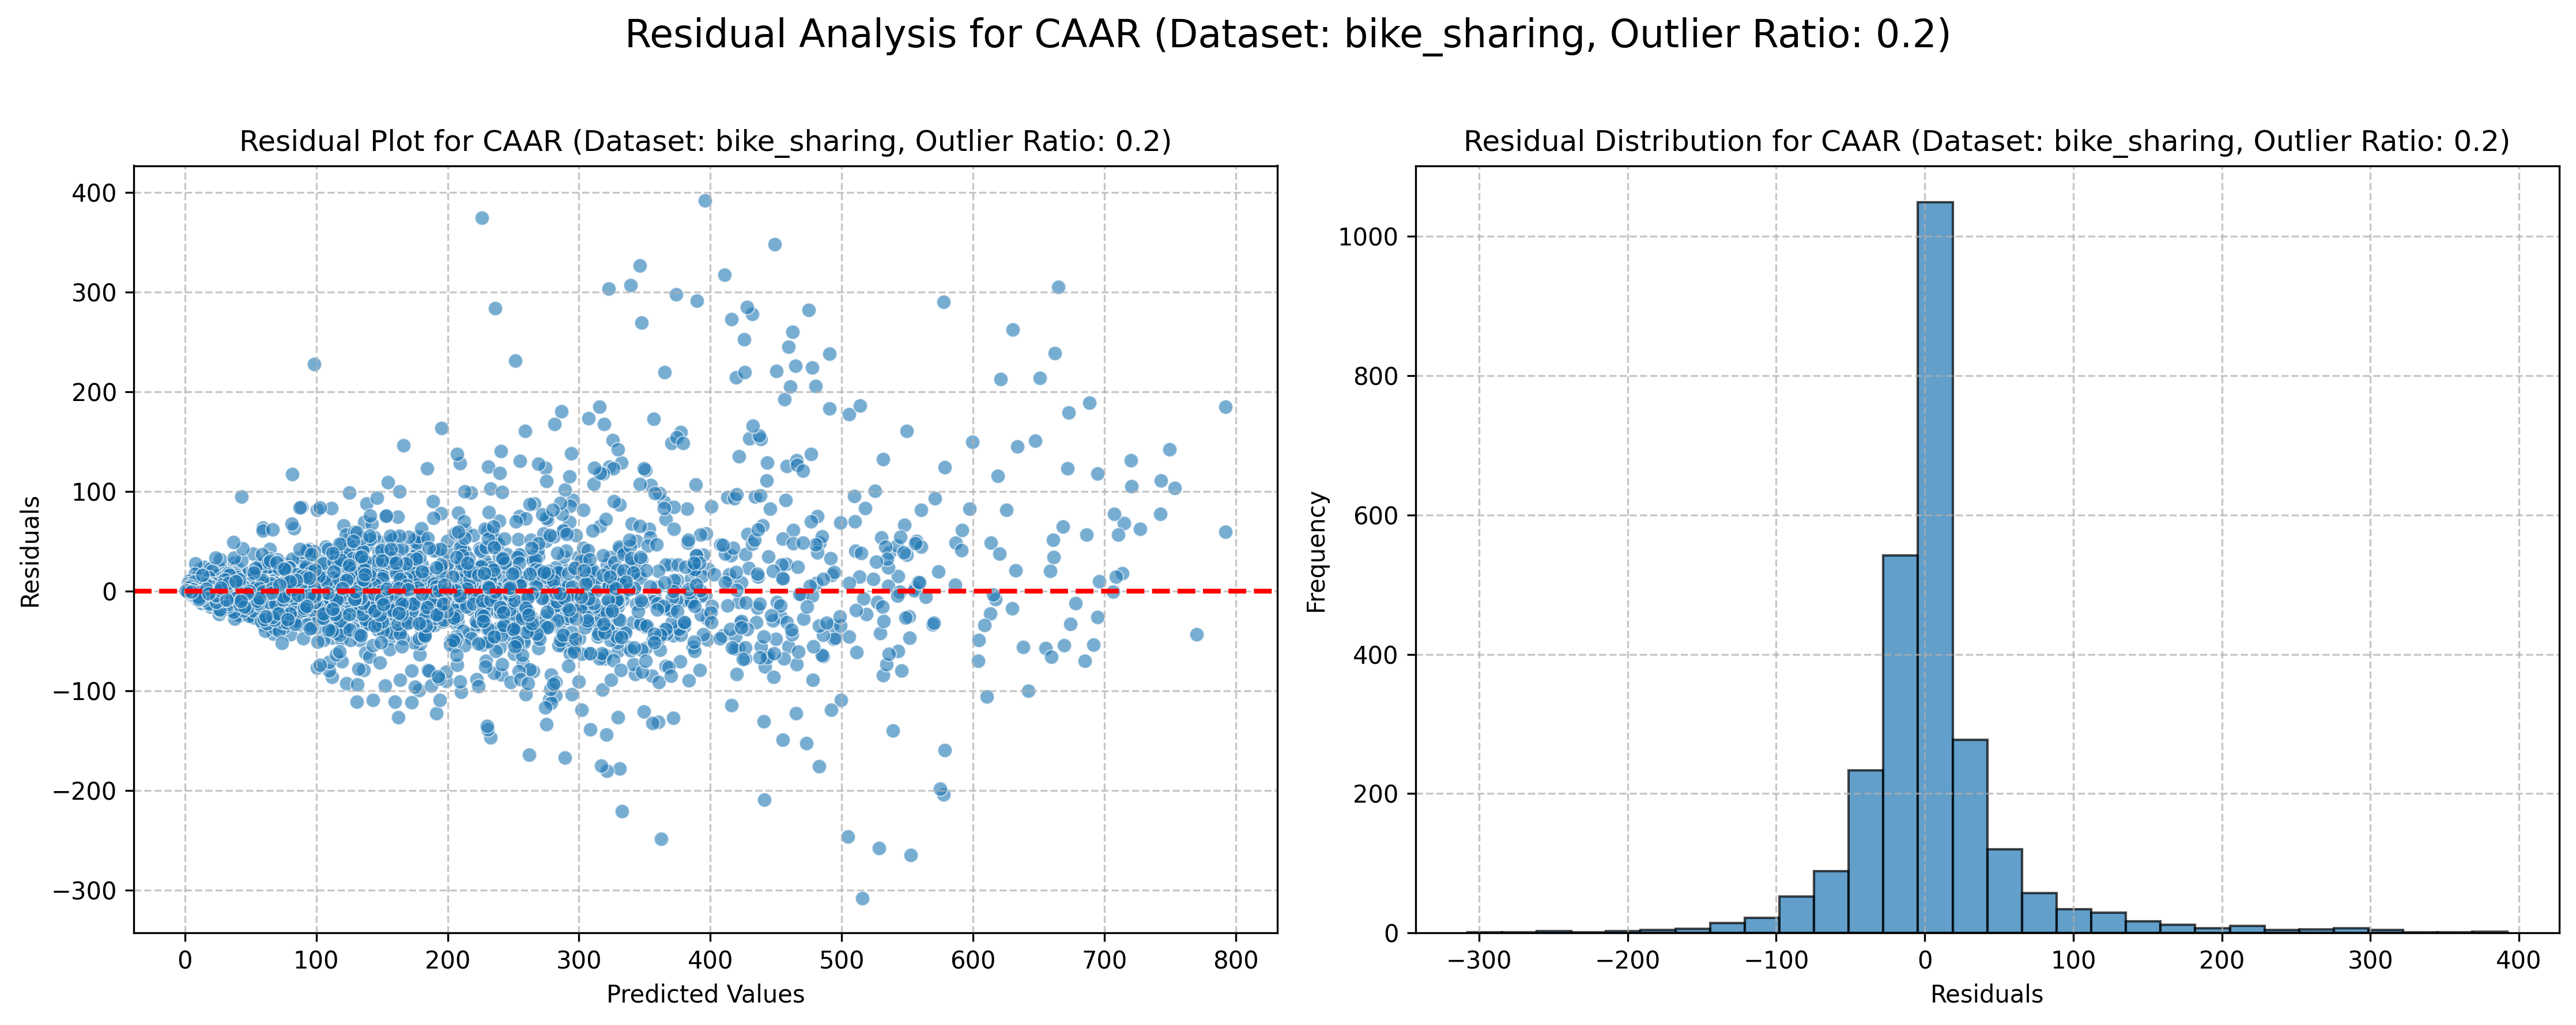 Residual Analysis for CAAR (Dataset: bike_sharing, Outlier Ratio: 0.2)
Residual Plot for CAAR (Dataset: bike_sharing, Outlier Ratio: 0.2)
400
300
200
100
0
−100
−200
−300
Residuals
0 100 200 300 400 500 600 700 800
Predicted Values
Residual Distribution for CAAR (Dataset: bike_sharing, Outlier Ratio: 0.2)
1000
800
600
400
200
0
Frequency
−300 −200 −100 0 100 200 300 400
Residuals